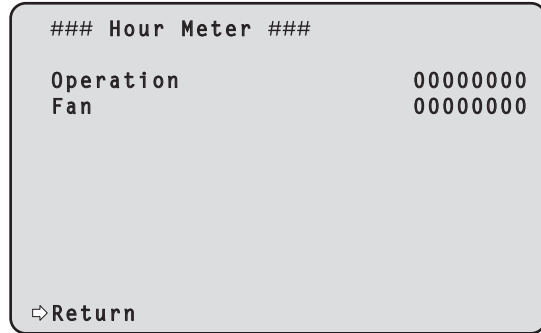 ### Hour Meter ###
Operation 00000000
Fan 00000000
⇨Return